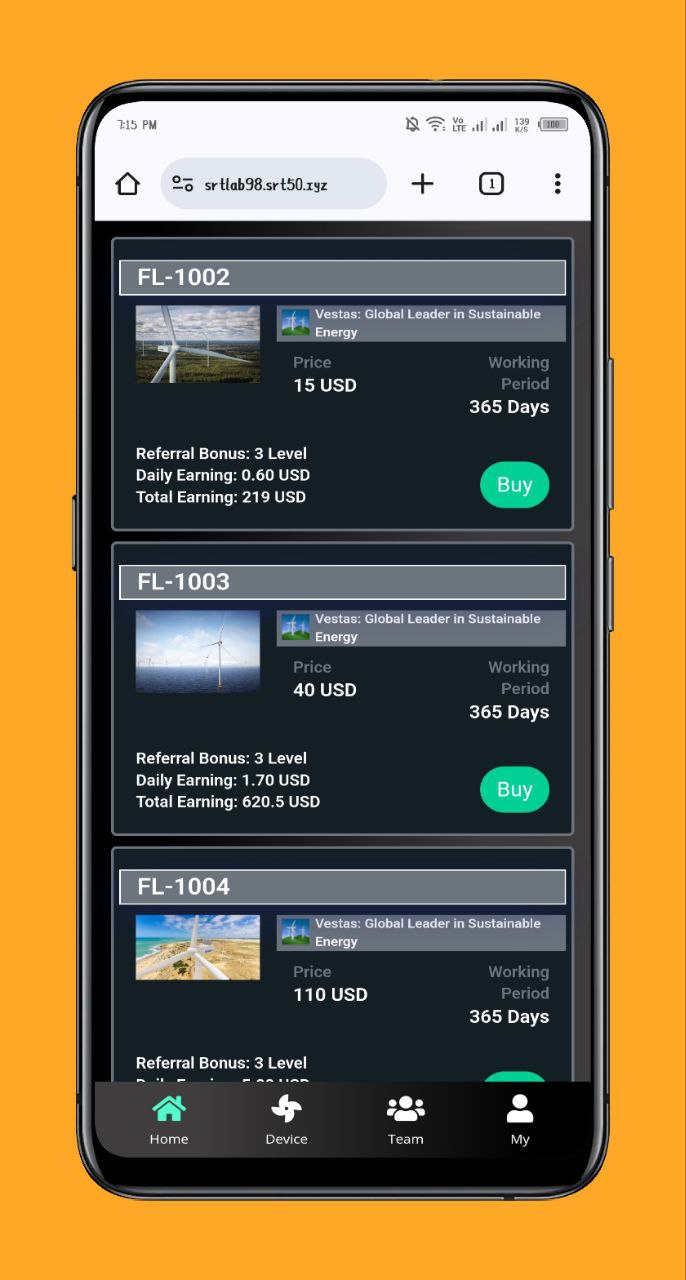 7:15 PM
Vo LTE
139 K/S
100
srtlab98.srt50.xyz
1
FL-1002
Vestas: Global Leader in Sustainable
Energy
Price
Working
Period
15 USD
365 Days
Referral Bonus: 3 Level
Daily Earning: 0.60 USD
Total Earning: 219 USD
Buy
FL-1003
Vestas: Global Leader in Sustainable
Energy
Price
Working
Period
40 USD
365 Days
Referral Bonus: 3 Level
Daily Earning: 1.70 USD
Total Earning: 620.5 USD
Buy
FL-1004
Vestas: Global Leader in Sustainable
Energy
Price
Working
Period
110 USD
365 Days
Referral Bonus: 3 Level
Home
Device
Team
My